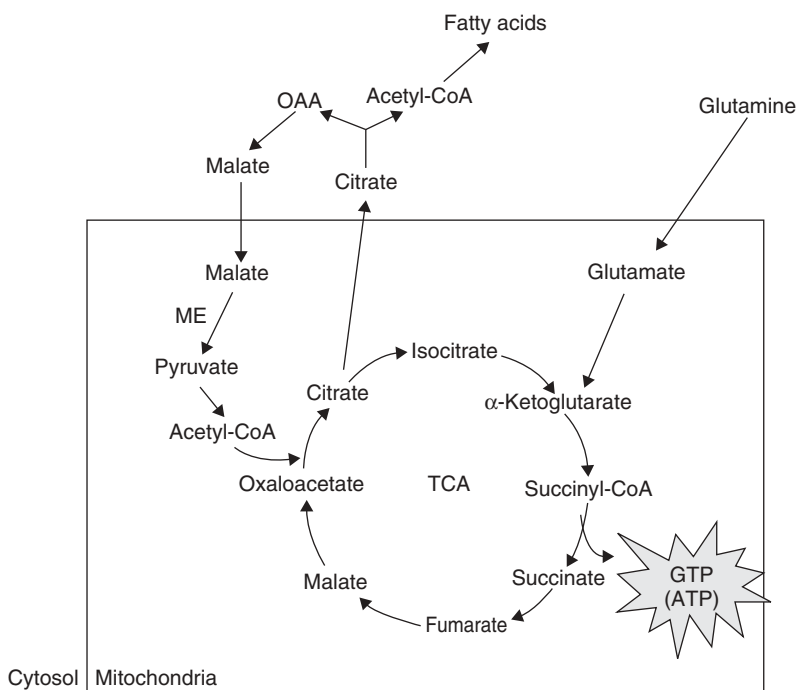 Fatty acids
OAA
Acetyl-CoA
Glutamine
Malate
Citrate
Malate
Glutamate
ME
Isocitrate
Pyruvate
Citrate
α-Ketoglutarate
Acetyl-CoA
Oxaloacetate
TCA
Succinyl-CoA
Malate
Succinate
GTP
(ATP)
Fumarate
Cytosol
Mitochondria